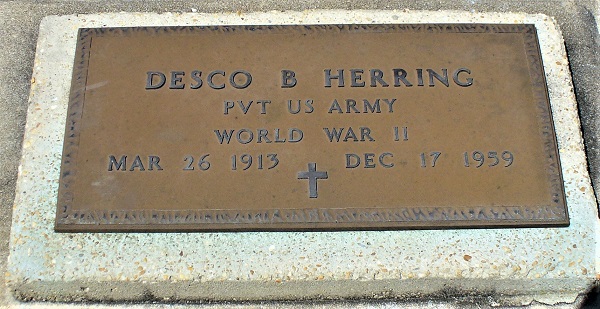 DESCO B HERRING
PVT US ARMY
WORLD WAR II
MAR 26 1913 DEC 17 1959